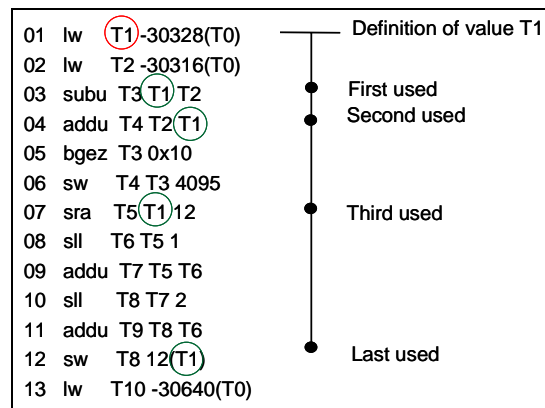 01 lw T1 -30328(T0) Definition of value T1
02 lw T2 -30316(T0)
03 subu T3 T1 T2 First used
04 addu T4 T2 T1 Second used
05 bgez T3 0x10
06 sw T4 T3 4095
07 sra T5 T1 12 Third used
08 sll T6 T5 1
09 addu T7 T5 T6
10 sll T8 T7 2
11 addu T9 T8 T6
12 sw T8 12(T1) Last used
13 lw T10 -30640(T0)